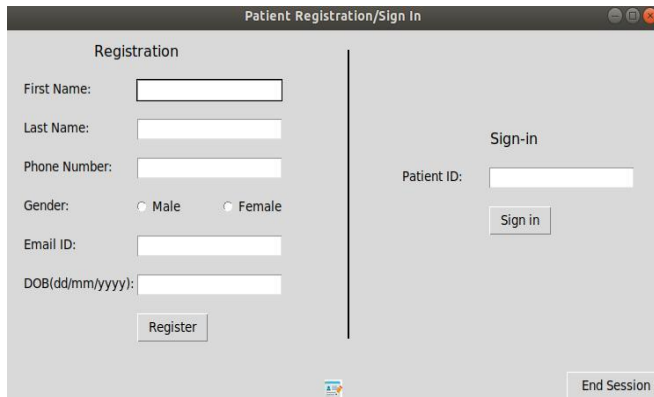 Patient Registration/Sign In
Registration
First Name:
Last Name:
Phone Number:
Gender: Male Female
Email ID:
DOB(dd/mm/yyyy):
Register
Sign-in
Patient ID:
Sign in
End Session